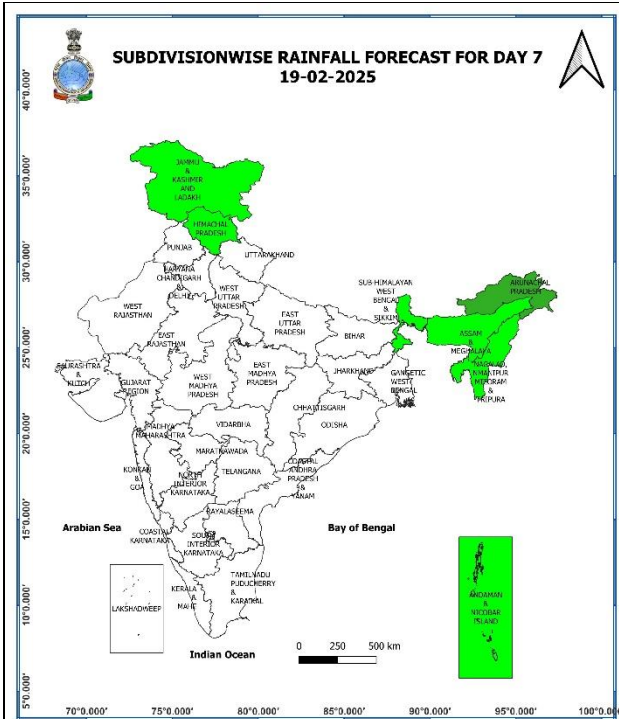 SUBDIVISIONWISE RAINFALL FORECAST FOR DAY 7
19-02-2025
40°0.000'
35°0.000'
30°0.000'
25°0.000'
20°0.000'
15°0.000'
10°0.000'
5°0.000'
JAMMU
&
KASHMIR
AND
LADAKH
HIMACHAL
PRADESH
PUNJAB
UTTARAKHAND
HARYANA
CHANDIGARH
&
DELHI
WEST
UTTAR
PRADESH
WEST
RAJASTHAN
EAST
RAJASTHAN
EAST
UTTAR
PRADESH
SUB-HIMALAYAN
WEST
BENGAL
&
SIKKIM
ARUNACHAL
PRADESH
ASSAM
&
MEGHALAYA
MIZORAM
&
TRIPURA
BIHAR
JHARKHAND
GANGETIC
WEST
BENGAL
SAURASHTRA
&
KUTCH
GUJARAT
REGION
WEST
MADHYA
PRADESH
EAST
MADHYA
PRADESH
CHHATTISGARH
ODISHA
MADHYA
MAHARASHTRA
VIDARBHA
MARATHWADA
KONKAN
&
GOA
NORTH
INTERIOR
KARNATAKA
TELANGANA
COASTAL
ANDHRA
PRADESH
&
YANAM
RAYALASEEMA
COASTAL
KARNATAKA
SOUTH
INTERIOR
KARNATAKA
TAMILNADU
PUDUCHERRY
&
KARAIKAL
KERALA
&
MAHE
LAKSHADWEEP
ANDAMAN
&
NICOBAR
ISLAND
Arabian Sea
Bay of Bengal
Indian Ocean
0 250 500 km
70°0.000' 75°0.000' 80°0.000' 85°0.000' 90°0.000' 95°0.000' 100°0.00